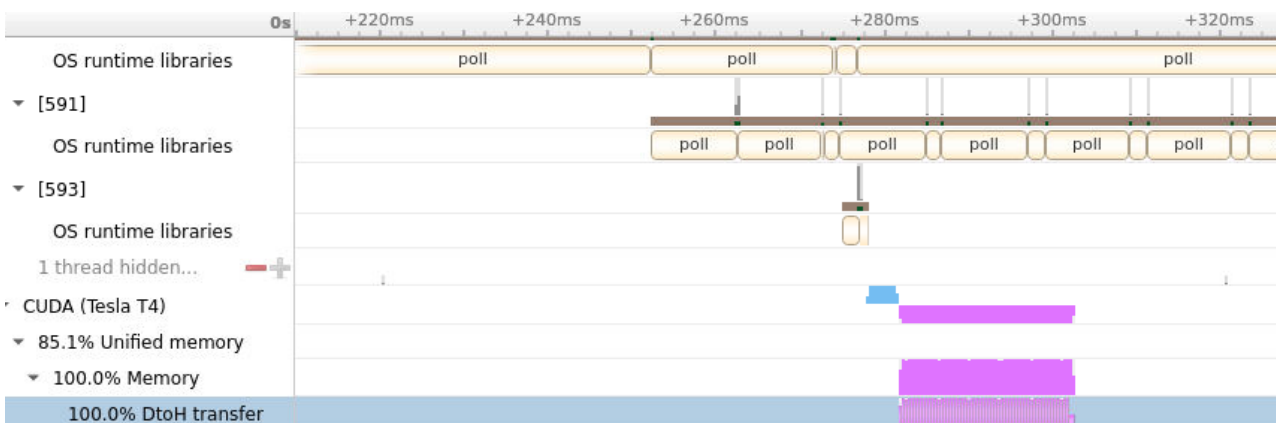 0s +220ms +240ms +260ms +280ms +300ms +320ms
OS runtime libraries poll poll poll
[591]
OS runtime libraries poll poll poll poll poll poll
[593]
OS runtime libraries
1 thread hidden...
CUDA (Tesla T4)
85.1% Unified memory
100.0% Memory
100.0% DtoH transfer